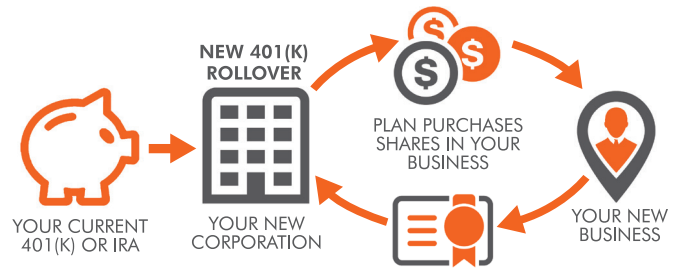 NEW 401(K)
ROLLOVER
$
$
$
PLAN PURCHASES
SHARES IN YOUR
BUSINESS
YOUR CURRENT
401(K) OR IRA
YOUR NEW
CORPORATION
YOUR NEW
BUSINESS